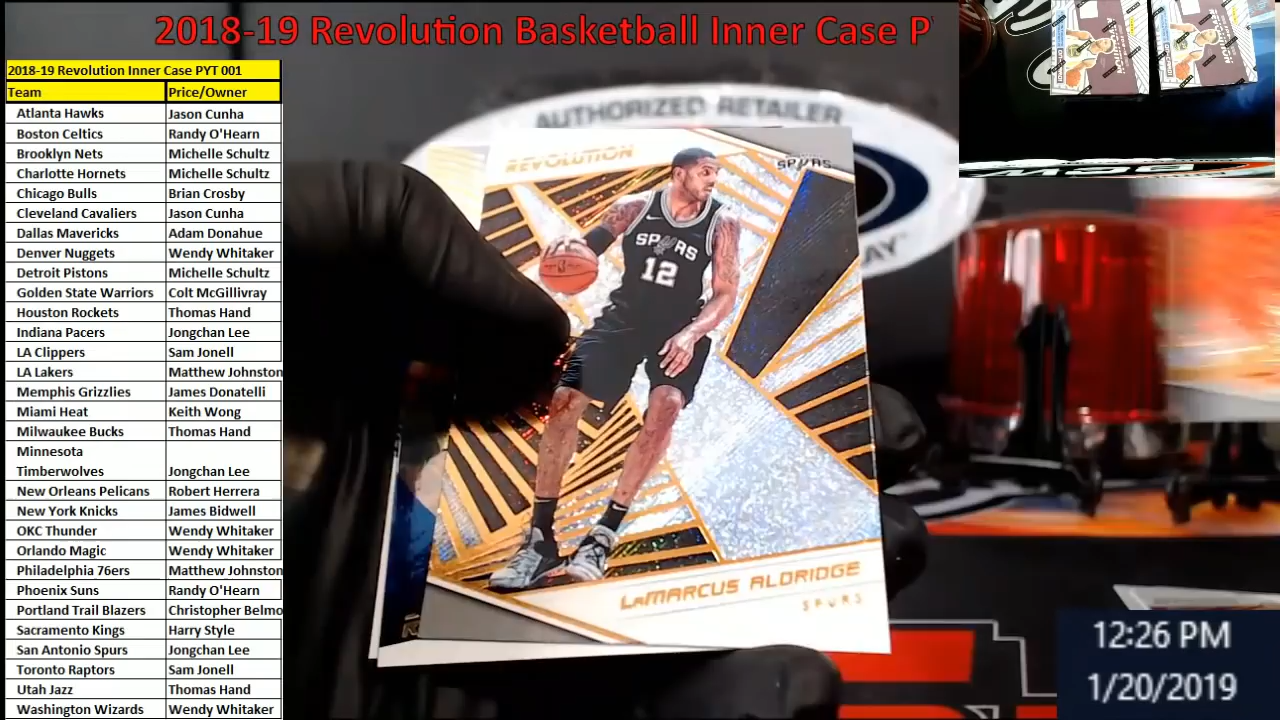 2018-19 Revolution Basketball Inner Case P
2018-19 Revolution Inner Case PYT 001
Team Price/Owner
Atlanta Hawks Jason Cunha
Boston Celtics Randy O'Hearn
Brooklyn Nets Michelle Schultz
Charlotte Hornets Michelle Schultz
Chicago Bulls Brian Crosby
Cleveland Cavaliers Jason Cunha
Dallas Mavericks Adam Donahue
Denver Nuggets Wendy Whitaker
Detroit Pistons Michelle Schultz
Golden State Warriors Colt McGillivray
Houston Rockets Thomas Hand
Indiana Pacers Jongchan Lee
LA Clippers Sam Jonell
LA Lakers Matthew Johnston
Memphis Grizzlies James Donatelli
Miami Heat Keith Wong
Milwaukee Bucks Thomas Hand
Minnesota
Timberwolves Jongchan Lee
New Orleans Pelicans Robert Herrera
New York Knicks James Bidwell
OKC Thunder Wendy Whitaker
Orlando Magic Wendy Whitaker
Philadelphia 76ers Matthew Johnston
Phoenix Suns Randy O'Hearn
Portland Trail Blazers Christopher Belmo
Sacramento Kings Harry Style
San Antonio Spurs Jongchan Lee
Toronto Raptors Sam Jonell
Utah Jazz Thomas Hand
Washington Wizards Wendy Whitaker
AUTHORIZED RETAILER
REVOLUTION
SPURS
SPURS
12
LaMARCUS ALDRIDGE
SPURS
12:26 PM
1/20/2019